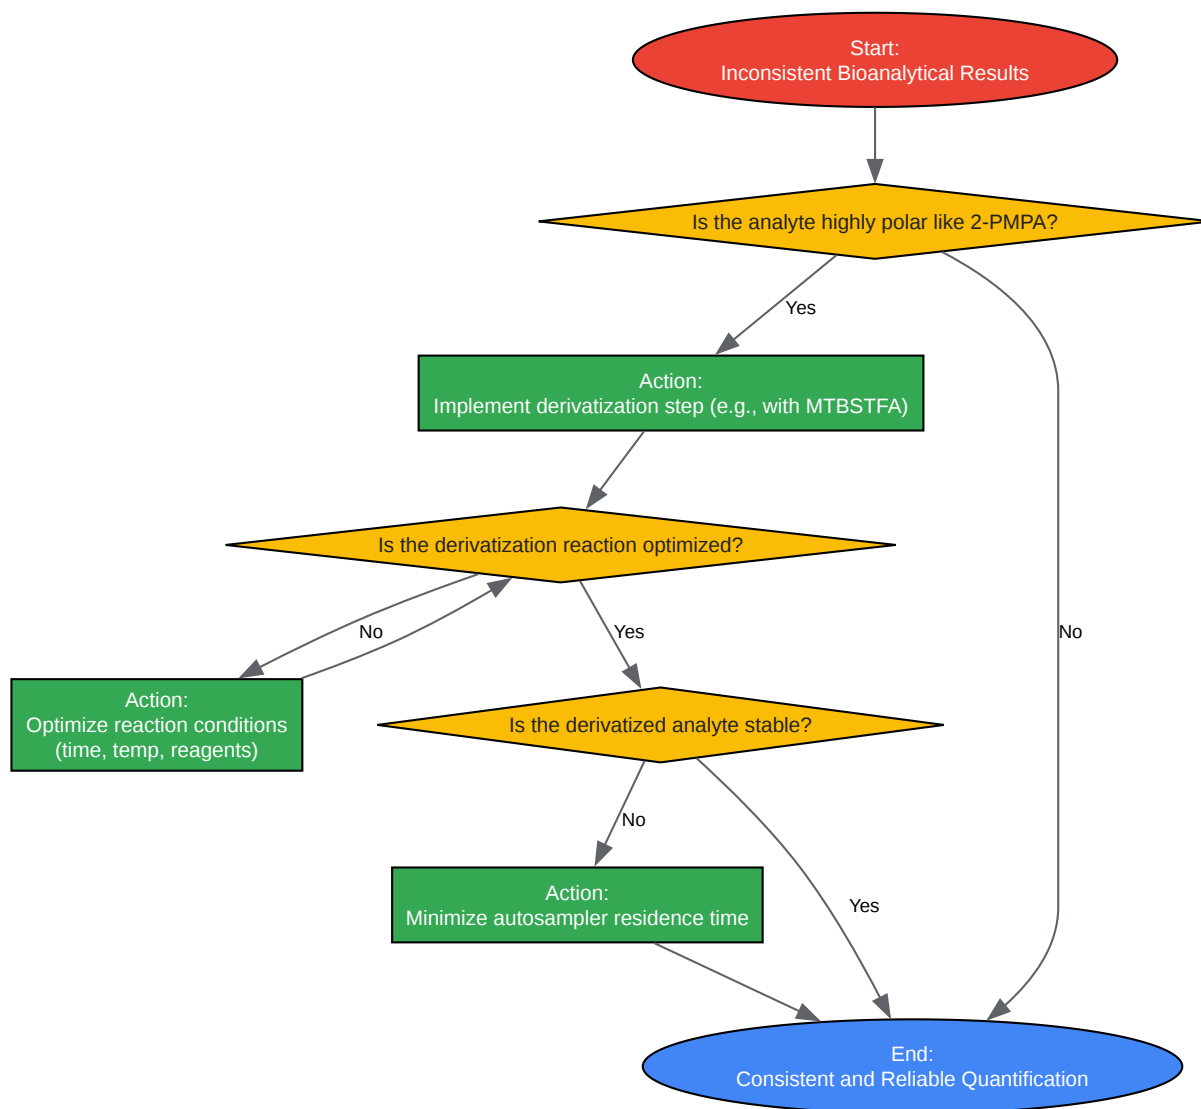 Start:
Inconsistent Bioanalytical Results
Is the analyte highly polar like 2-PMPA?
Yes
Action:
Implement derivatization step (e.g., with MTBSTFA)
Is the derivatization reaction optimized?
No
Yes
No
Action:
Optimize reaction conditions
(time, temp, reagents)
Is the derivatized analyte stable?
No
Yes
Action:
Minimize autosampler residence time
End:
Consistent and Reliable Quantification